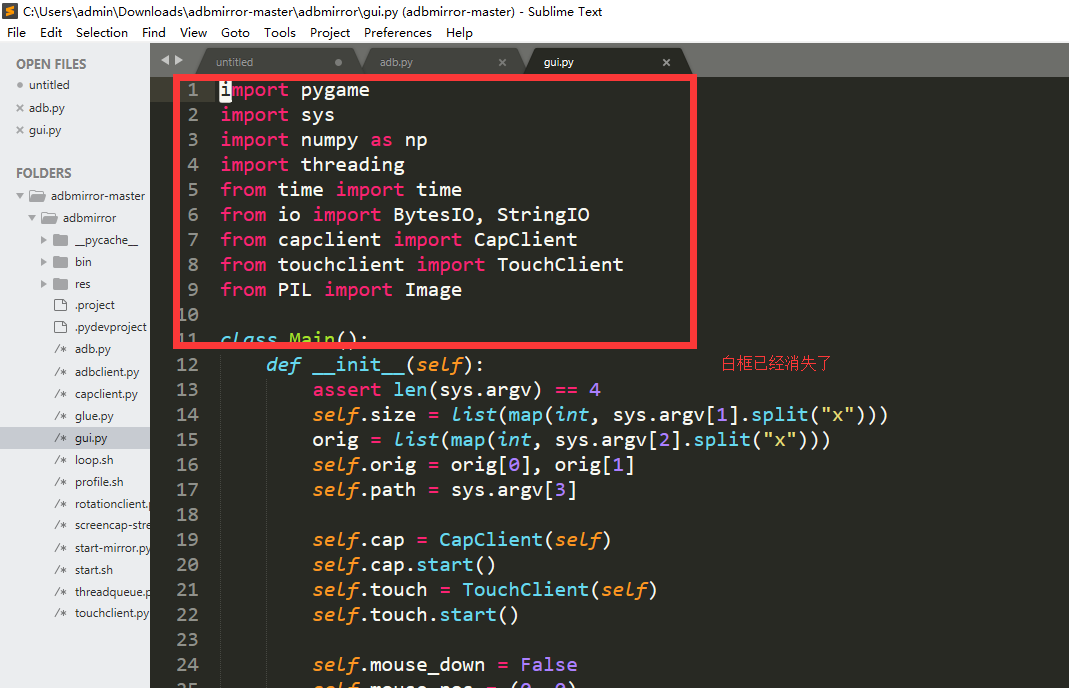 C:\Users\admin\Downloads\adbmirror-master\adbmirror\gui.py (adbmirror-master) - Sublime Text
File Edit Selection Find View Goto Tools Project Preferences Help
OPEN FILES
untitled
adb.py
gui.py
FOLDERS
adbmirror-master
adbmirror
__pycache__
bin
res
.project
.pydevproject
/* adb.py
/* adbclient.py
/* capclient.py
/* glue.py
/* gui.py
/* loop.sh
/* profile.sh
/* rotationclient.p
/* screencap-stre
/* start-mirror.py
/* start.sh
/* threadqueue.p
/* touchclient.py
untitled adb.py gui.py
1 import pygame
2 import sys
3 import numpy as np
4 import threading
5 from time import time
6 from io import BytesIO, StringIO
7 from capclient import CapClient
8 from touchclient import TouchClient
9 from PIL import Image
10
11 class Main():
12 def __init__(self):
13 assert len(sys.argv) == 4
14 self.size = list(map(int, sys.argv[1].split("x")))
15 orig = list(map(int, sys.argv[2].split("x")))
16 self.orig = orig[0], orig[1]
17 self.path = sys.argv[3]
18
19 self.cap = CapClient(self)
20 self.cap.start()
21 self.touch = TouchClient(self)
22 self.touch.start()
23
24 self.mouse_down = False
25 self.mouse_pos = (0, 0)
白框已经消失了